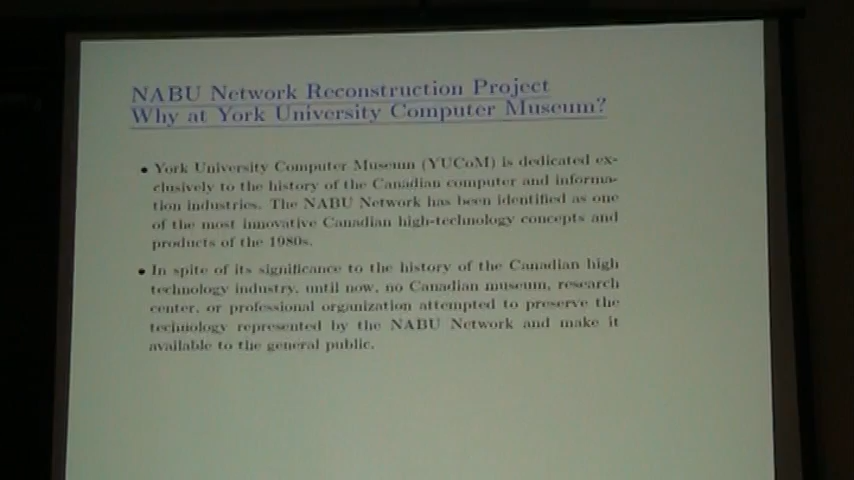 NABU Network Reconstruction Project
Why at York University Computer Museum?
• York University Computer Museum (YUCoM) is dedicated ex-
clusively to the history of the Canadian computer and informa-
tion industries. The NABU Network has been identified as one
of the most innovative Canadian high-technology concepts and
products of the 1980s.
• In spite of its significance to the history of the Canadian high
technology industry, until now, no Canadian museum, research
center, or professional organization attempted to preserve the
technology represented by the NABU Network and make it
available to the general public.